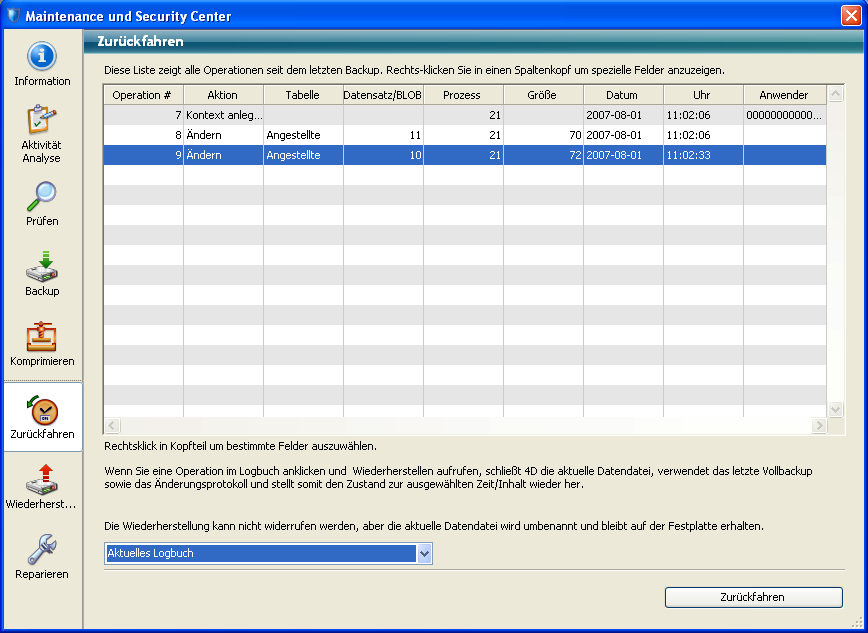 Maintenance und Security Center
Information
Aktivität
Analyse
Prüfen
Backup
Komprimieren
Zurückfahren
Wiederherst...
Reparieren
Zurückfahren
Diese Liste zeigt alle Operationen seit dem letzten Backup. Rechts-klicken Sie in einen Spaltenkopf um spezielle Felder anzuzeigen.
Operation # Aktion Tabelle Datensatz/BLOB Prozess Größe Datum Uhr Anwender
7 Kontext anleg... 21 2007-08-01 11:02:06 00000000000...
8 Ändern Angestellte 11 21 70 2007-08-01 11:02:06
9 Ändern Angestellte 10 21 72 2007-08-01 11:02:33
Rechtsklick in Kopfteil um bestimmte Felder auszuwählen.
Wenn Sie eine Operation im Logbuch anklicken und Wiederherstellen aufrufen, schließt 4D die aktuelle Datendatei, verwendet das letzte Vollbackup
sowie das Änderungsprotokoll und stellt somit den Zustand zur ausgewählten Zeit/Inhalt wieder her.
Die Wiederherstellung kann nicht widerrufen werden, aber die aktuelle Datendatei wird umbenannt und bleibt auf der Festplatte erhalten.
Aktuelles Logbuch
Zurückfahren